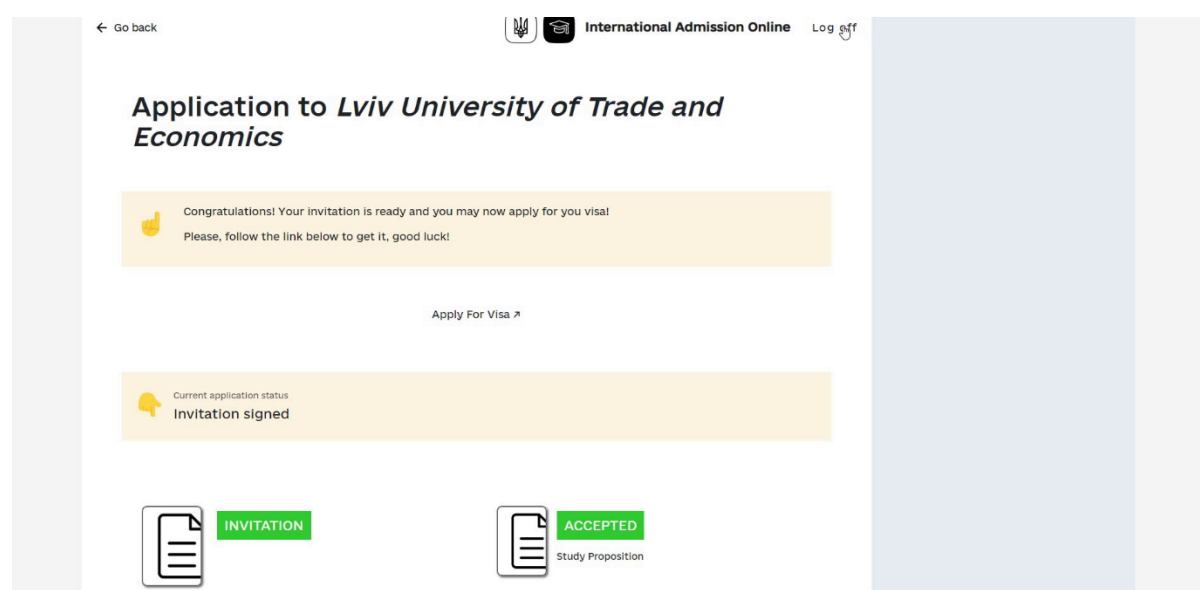 ← Go back
International Admission Online
Log off
Application to Lviv University of Trade and
Economics
Congratulations! Your invitation is ready and you may now apply for you visa!
Please, follow the link below to get it, good luck!
Apply For Visa ↗
Current application status
Invitation signed
INVITATION
ACCEPTED
Study Proposition